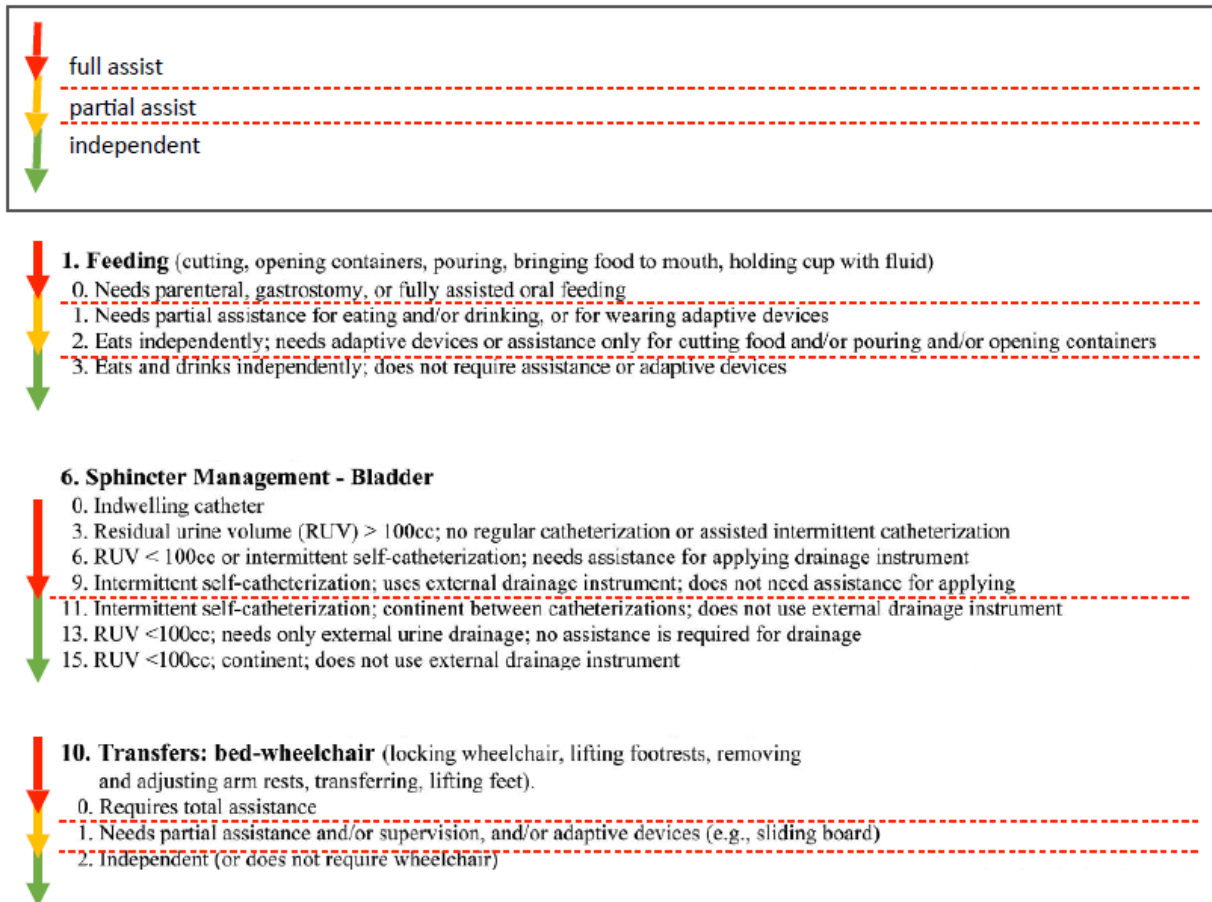 full assist
partial assist
independent
1. Feeding (cutting, opening containers, pouring, bringing food to mouth, holding cup with fluid)
0. Needs parenteral, gastrostomy, or fully assisted oral feeding
1. Needs partial assistance for eating and/or drinking, or for wearing adaptive devices
2. Eats independently; needs adaptive devices or assistance only for cutting food and/or pouring and/or opening containers
3. Eats and drinks independently; does not require assistance or adaptive devices
6. Sphincter Management - Bladder
0. Indwelling catheter
3. Residual urine volume (RUV) > 100cc; no regular catheterization or assisted intermittent catheterization
6. RUV < 100cc or intermittent self-catheterization; needs assistance for applying drainage instrument
9. Intermittent self-catheterization; uses external drainage instrument; does not need assistance for applying
11. Intermittent self-catheterization; continent between catheterizations; does not use external drainage instrument
13. RUV <100cc; needs only external urine drainage; no assistance is required for drainage
15. RUV <100cc; continent; does not use external drainage instrument
10. Transfers: bed-wheelchair (locking wheelchair, lifting footrests, removing
and adjusting arm rests, transferring, lifting feet).
0. Requires total assistance
1. Needs partial assistance and/or supervision, and/or adaptive devices (e.g., sliding board)
2. Independent (or does not require wheelchair)